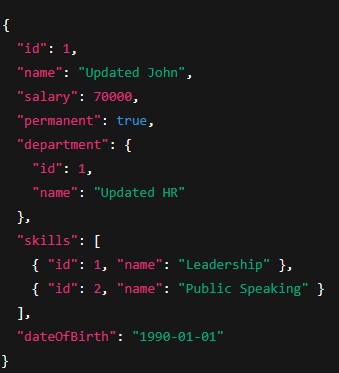 {
  "id": 1,
  "name": "Updated John",
  "salary": 70000,
  "permanent": true,
  "department": {
    "id": 1,
    "name": "Updated HR"
  },
  "skills": [
    { "id": 1, "name": "Leadership" },
    { "id": 2, "name": "Public Speaking" }
  ],
  "dateOfBirth": "1990-01-01"
}